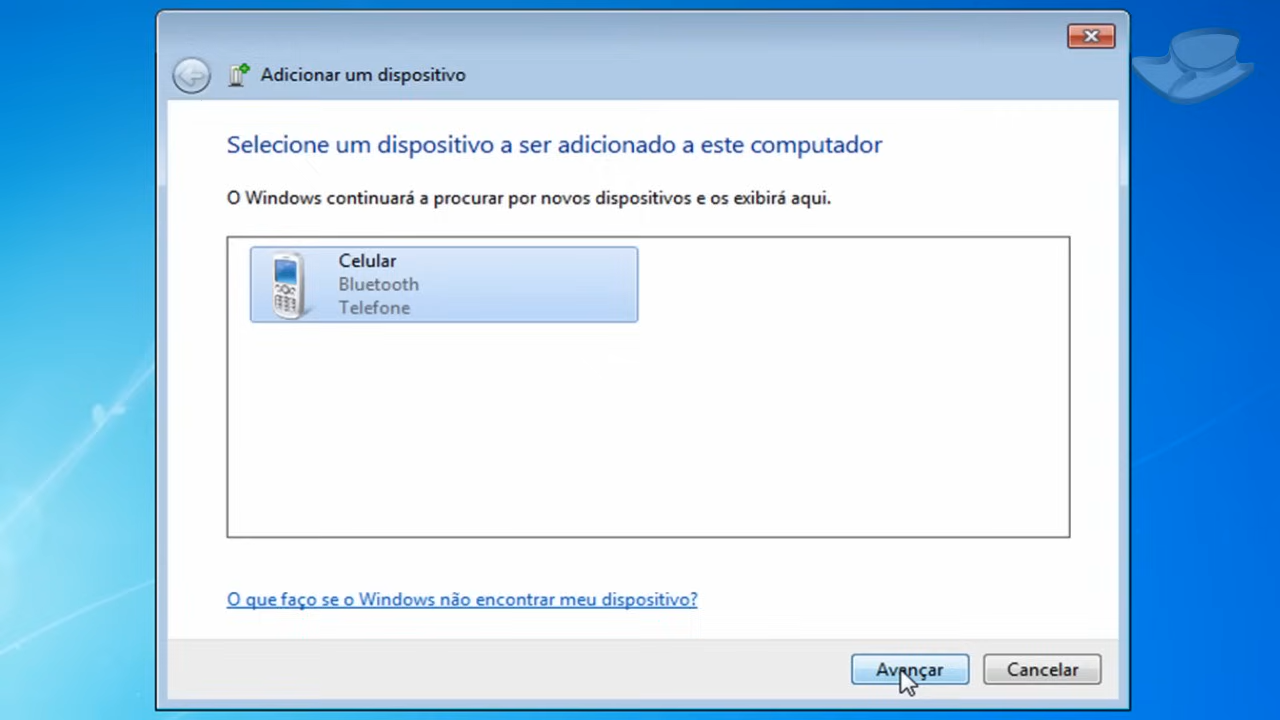 Adicionar um dispositivo
Selecione um dispositivo a ser adicionado a este computador
O Windows continuará a procurar por novos dispositivos e os exibirá aqui.
Celular
Bluetooth
Telefone
O que faço se o Windows não encontrar meu dispositivo?
Avançar
Cancelar